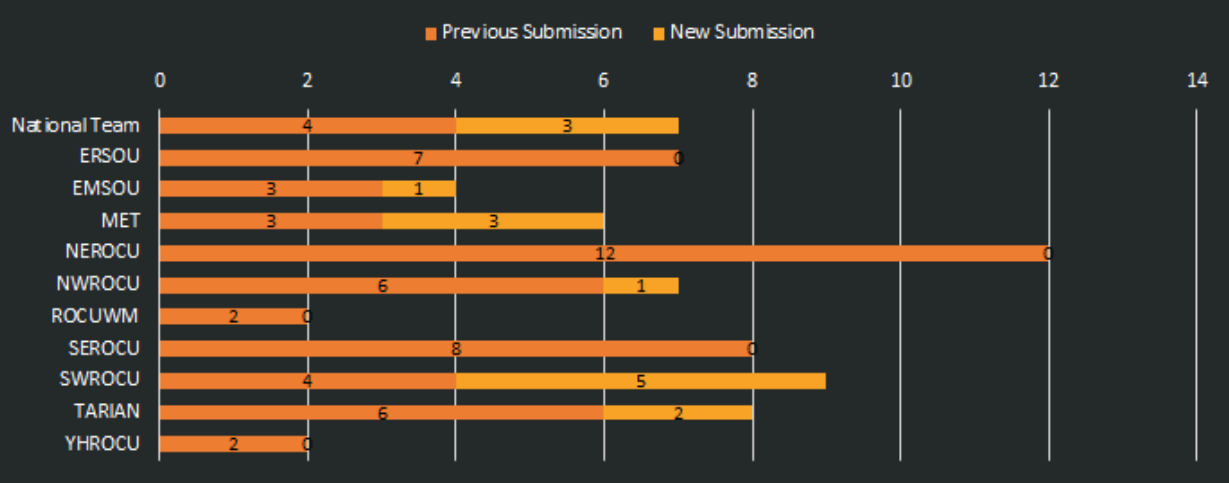 Previous Submission New Submission
0 2 4 6 8 10 12 14
National Team 4 3
ERSOU 7 0
EMSOU 3 1
MET 3 3
NEROCU 12 0
NWROCU 6 1
ROCUWM 2 0
SEROCU 8 0
SWROCU 4 5
TARIAN 6 2
YHROCU 2 0